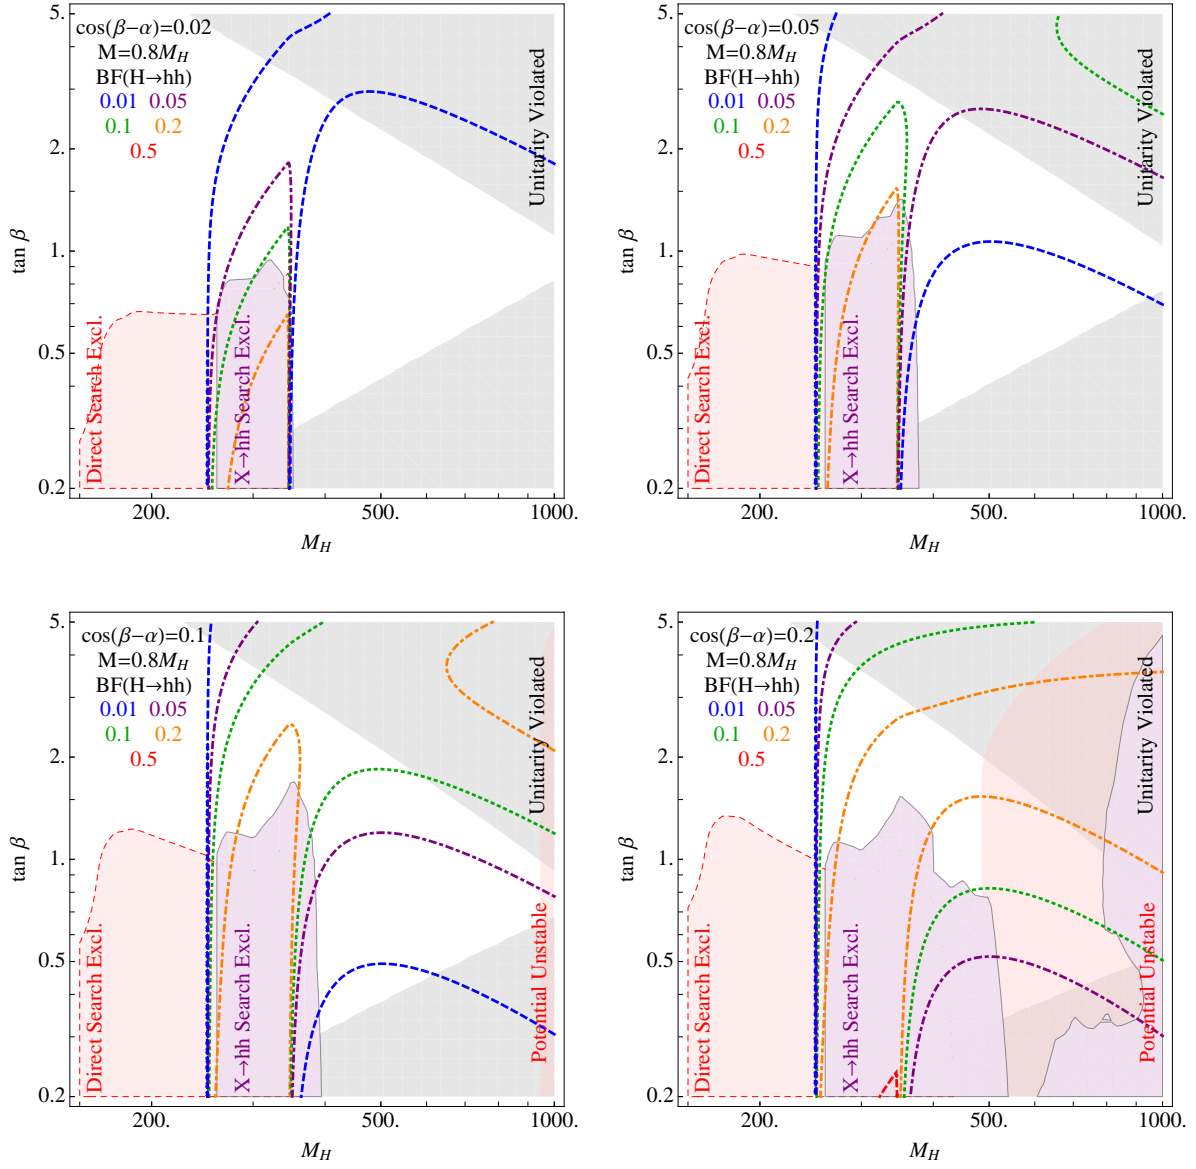 cos(β−α)=0.02
M=0.8M_H
BF(H→hh)
0.01 0.05
0.1 0.2
0.5
Direct Search Excl.
X→hh Search Excl.
Unitarity Violated
5.
2.
1.
0.5
0.2
tan β
200.
500.
1000.
M_H
cos(β−α)=0.05
M=0.8M_H
BF(H→hh)
0.01 0.05
0.1 0.2
0.5
Direct Search Excl.
X→hh Search Excl.
Unitarity Violated
5.
2.
1.
0.5
0.2
tan β
200.
500.
1000.
M_H
cos(β−α)=0.1
M=0.8M_H
BF(H→hh)
0.01 0.05
0.1 0.2
0.5
Direct Search Excl.
X→hh Search Excl.
Unitarity Violated
Potential Unstable
5.
2.
1.
0.5
0.2
tan β
200.
500.
1000.
M_H
cos(β−α)=0.2
M=0.8M_H
BF(H→hh)
0.01 0.05
0.1 0.2
0.5
Direct Search Excl.
X→hh Search Excl.
Unitarity Violated
Potential Unstable
5.
2.
1.
0.5
0.2
tan β
200.
500.
1000.
M_H